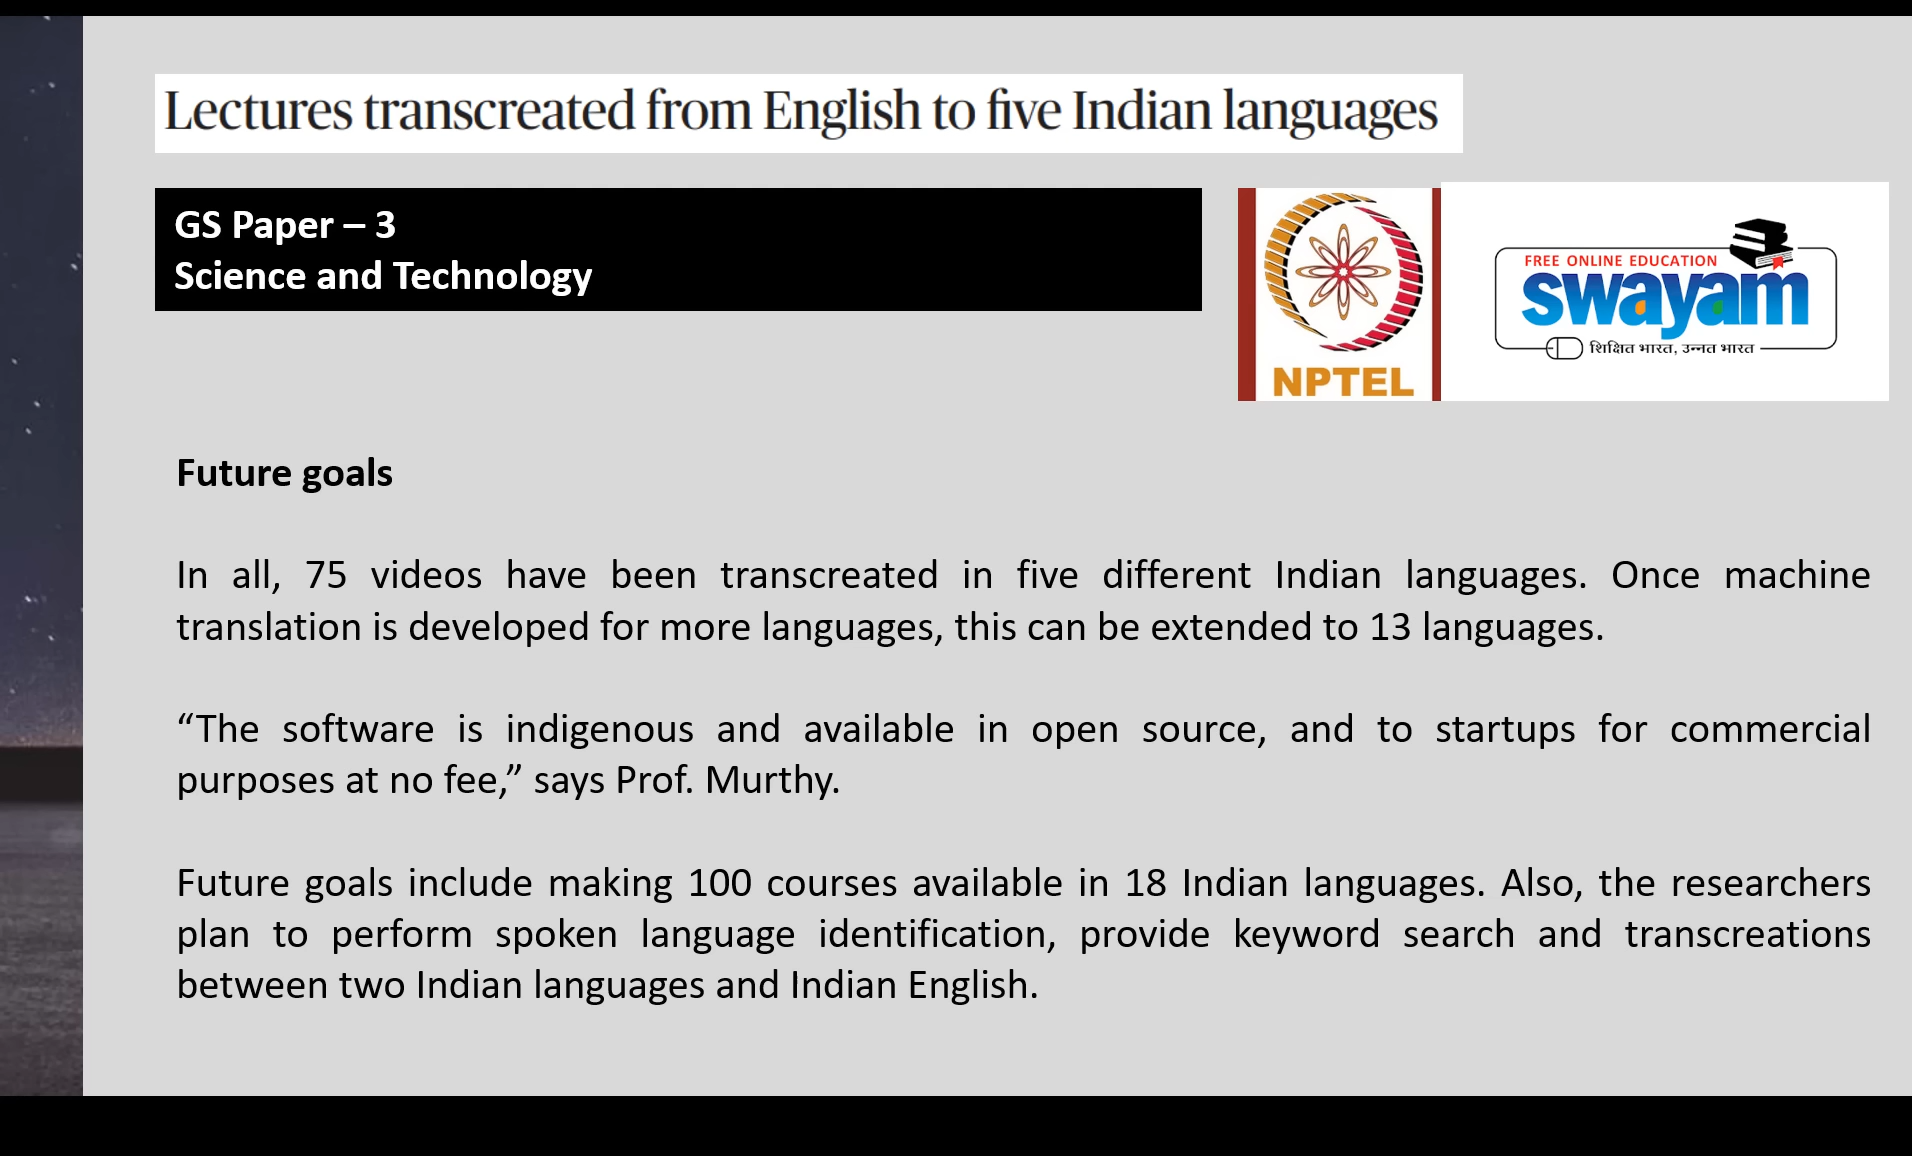 Lectures transcreated from English to five Indian languages
GS Paper – 3
Science and Technology
NPTEL
FREE ONLINE EDUCATION
swayam
शिक्षित भारत, उन्नत भारत
Future goals
In all, 75 videos have been transcreated in five different Indian languages. Once machine
translation is developed for more languages, this can be extended to 13 languages.
“The software is indigenous and available in open source, and to startups for commercial
purposes at no fee,” says Prof. Murthy.
Future goals include making 100 courses available in 18 Indian languages. Also, the researchers
plan to perform spoken language identification, provide keyword search and transcreations
between two Indian languages and Indian English.